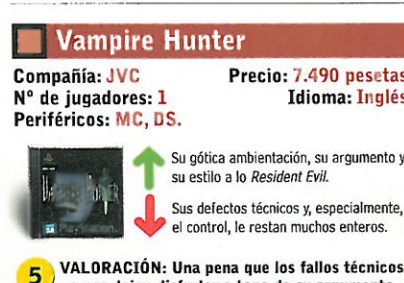 Vampire Hunter
Compañía: JVC Precio: 7.490 pesetas
Nº de jugadores: 1 Idioma: Inglés
Periféricos: MC, DS.
Su gótica ambientación, su argumento y
su estilo a lo Resident Evil.
Sus defectos técnicos y, especialmente,
el control, le restan muchos enteros.
5 VALORACIÓN: Una pena que los fallos técnicos